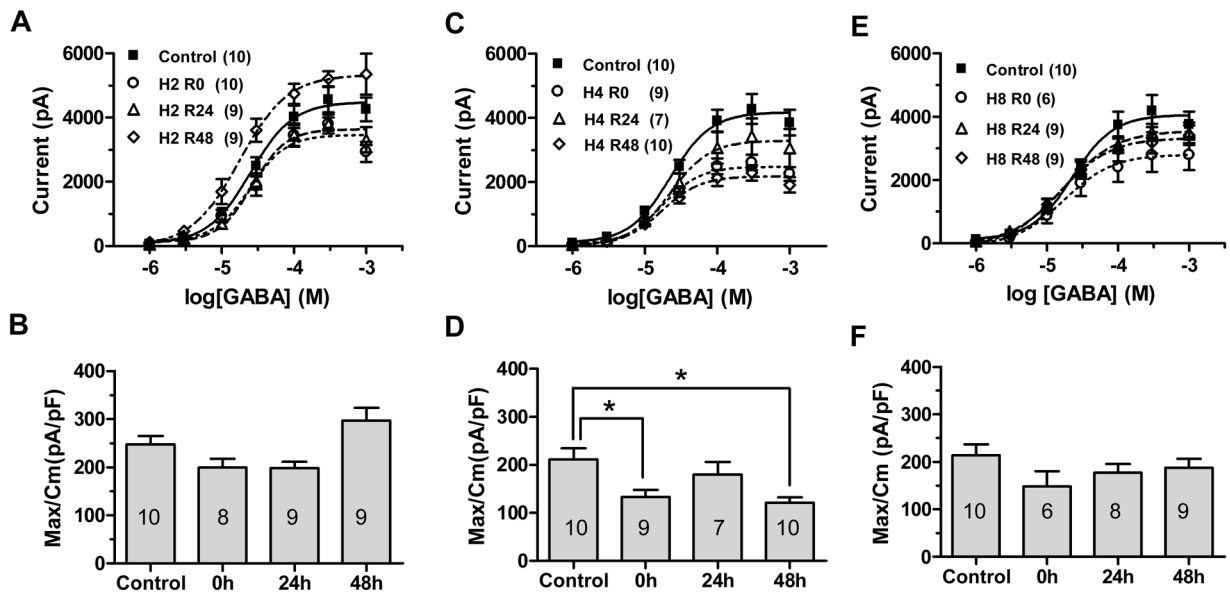 A
6000
4000
2000
0
Current (pA)
Control (10)
H2 R0 (10)
H2 R24 (9)
H2 R48 (9)
-6 -5 -4 -3
log[GABA] (M)
C
6000
4000
2000
0
Current (pA)
Control (10)
H4 R0 (9)
H4 R24 (7)
H4 R48 (10)
-6 -5 -4 -3
log[GABA] (M)
E
6000
4000
2000
0
Current (pA)
Control (10)
H8 R0 (6)
H8 R24 (9)
H8 R48 (9)
-6 -5 -4 -3
log [GABA] (M)
B
400
300
200
100
0
Max/Cm(pA/pF)
10 8 9 9
Control 0h 24h 48h
D
400
300
200
100
0
Max/Cm(pA/pF)
*
*
10 9 7 10
Control 0h 24h 48h
F
400
300
200
100
0
Max/Cm (pA/pF)
10 6 8 9
Control 0h 24h 48h